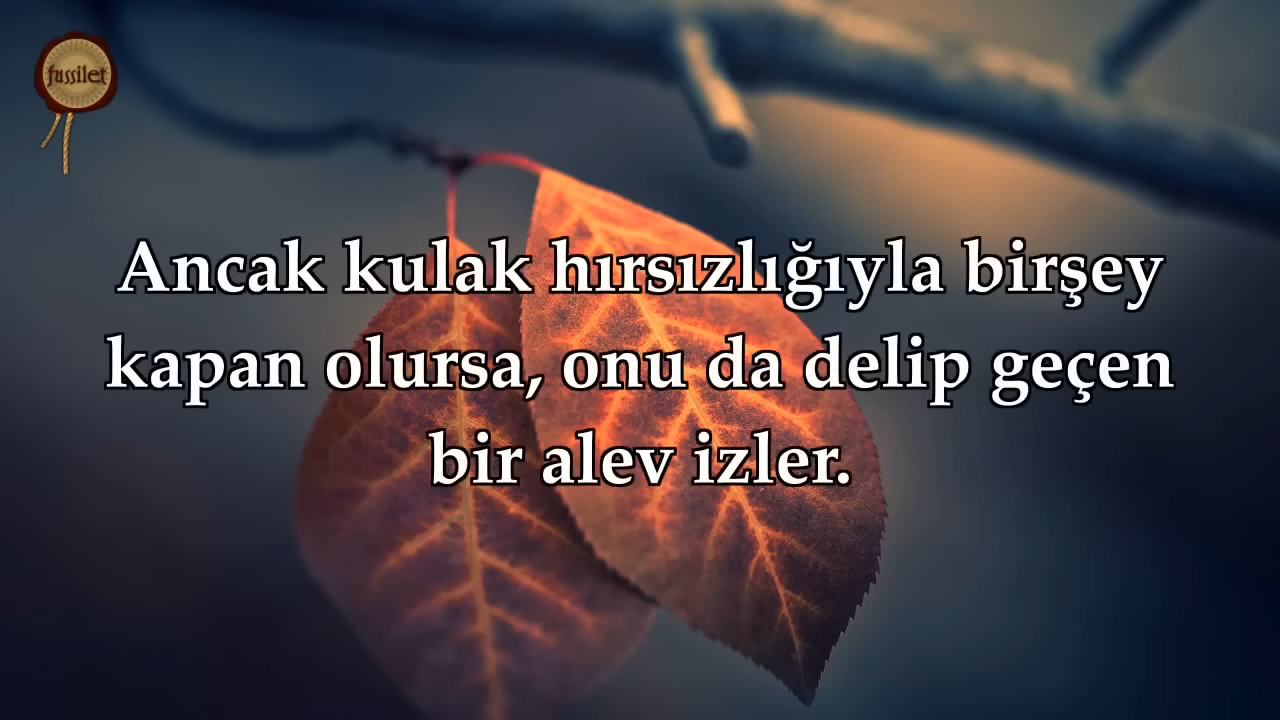 fussilet
Ancak kulak hırsızlığıyla birşey
kapan olursa, onu da delip geçen
bir alev izler.